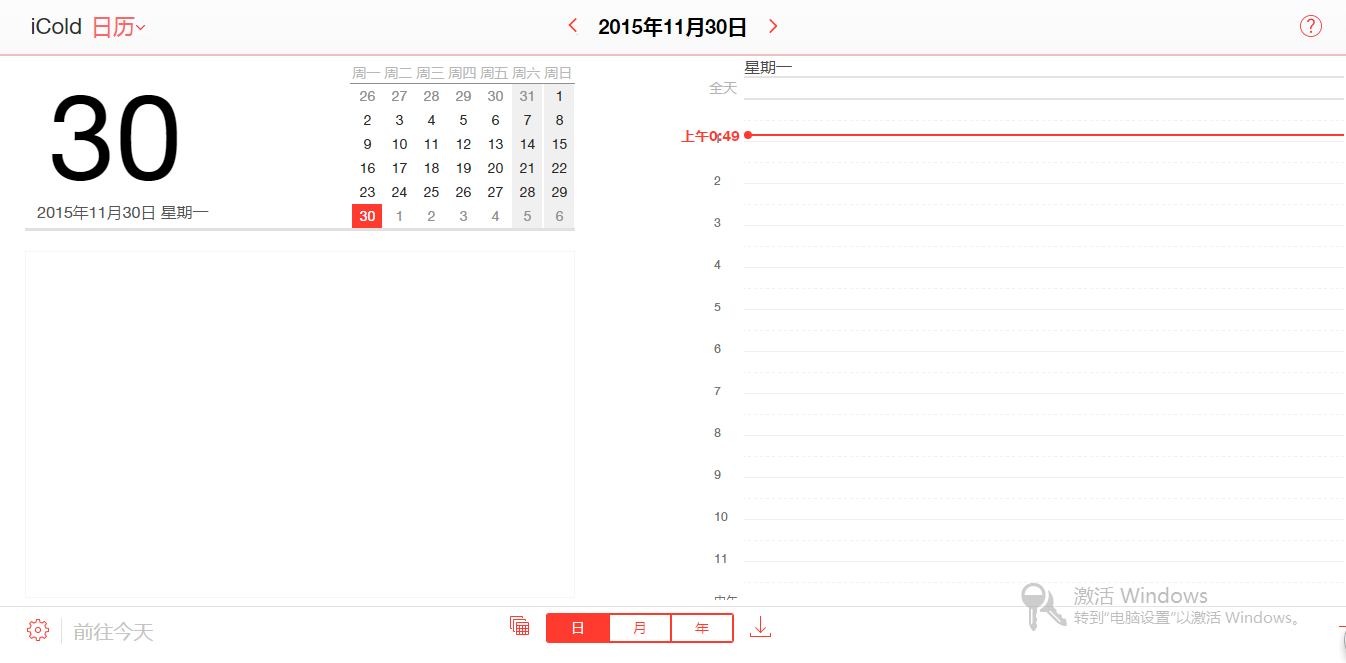 iCold 日历
2015年11月30日
30
2015年11月30日 星期一
周一 周二 周三 周四 周五 周六 周日
26 27 28 29 30 31 1
2 3 4 5 6 7 8
9 10 11 12 13 14 15
16 17 18 19 20 21 22
23 24 25 26 27 28 29
30 1 2 3 4 5 6
星期一
全天
上午0:49
2
3
4
5
6
7
8
9
10
11
前往今天
日 月 年
激活 Windows
转到"电脑设置"以激活 Windows。